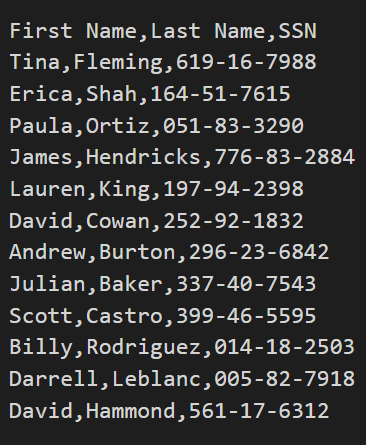 First Name,Last Name,SSN
Tina,Fleming,619-16-7988
Erica,Shah,164-51-7615
Paula,Ortiz,051-83-3290
James,Hendricks,776-83-2884
Lauren,King,197-94-2398
David,Cowan,252-92-1832
Andrew,Burton,296-23-6842
Julian,Baker,337-40-7543
Scott,Castro,399-46-5595
Billy,Rodriguez,014-18-2503
Darrell,Leblanc,005-82-7918
David,Hammond,561-17-6312